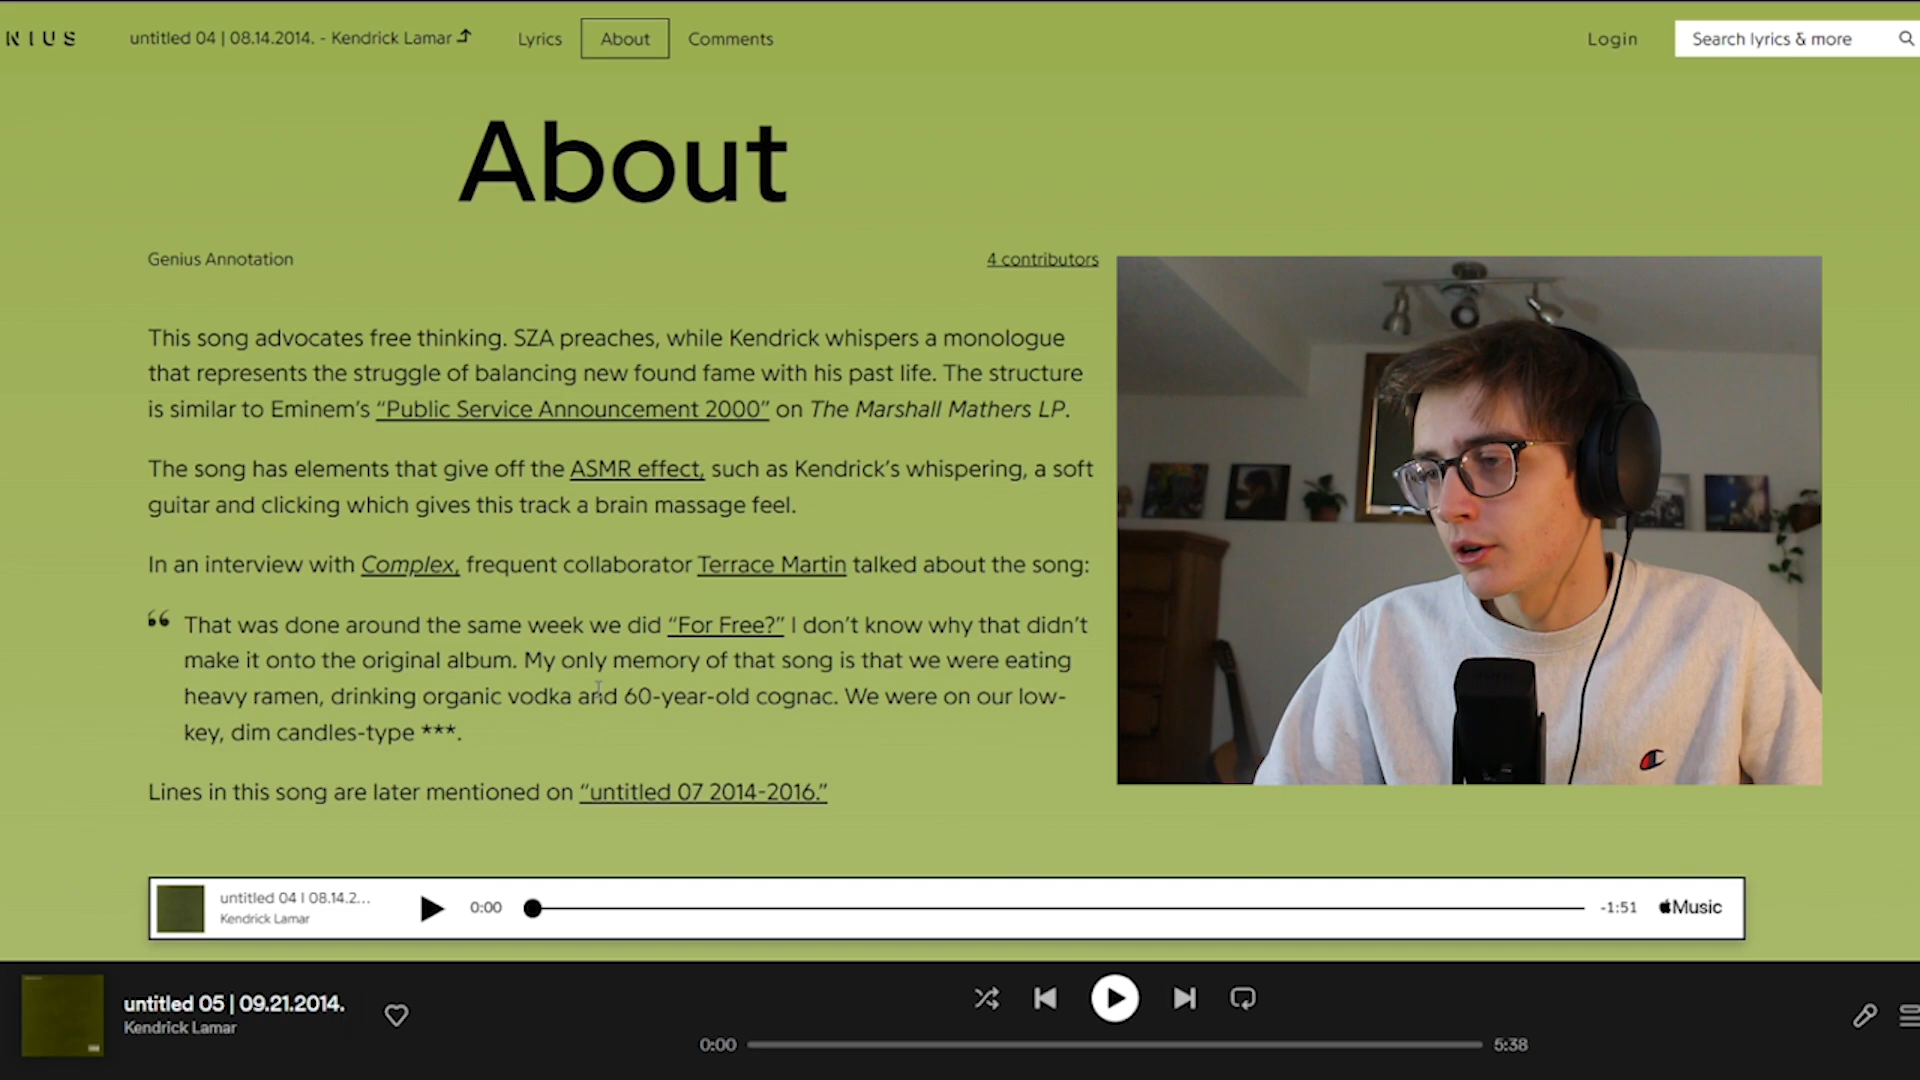 NIUS
untitled 04 | 08.14.2014. - Kendrick Lamar
Lyrics
About
Comments
Login
Search lyrics & more
About
Genius Annotation
4 contributors
This song advocates free thinking. SZA preaches, while Kendrick whispers a monologue
that represents the struggle of balancing new found fame with his past life. The structure
is similar to Eminem's “Public Service Announcement 2000” on The Marshall Mathers LP.
The song has elements that give off the ASMR effect, such as Kendrick's whispering, a soft
guitar and clicking which gives this track a brain massage feel.
In an interview with Complex, frequent collaborator Terrace Martin talked about the song:
“ That was done around the same week we did “For Free?” I don't know why that didn't
make it onto the original album. My only memory of that song is that we were eating
heavy ramen, drinking organic vodka and 60-year-old cognac. We were on our low-
key, dim candles-type ***.
Lines in this song are later mentioned on “untitled 07 2014-2016.”
untitled 04 | 08.14.2...
Kendrick Lamar
0:00
-1:51
Music
untitled 05 | 09.21.2014.
Kendrick Lamar
0:00
5:38